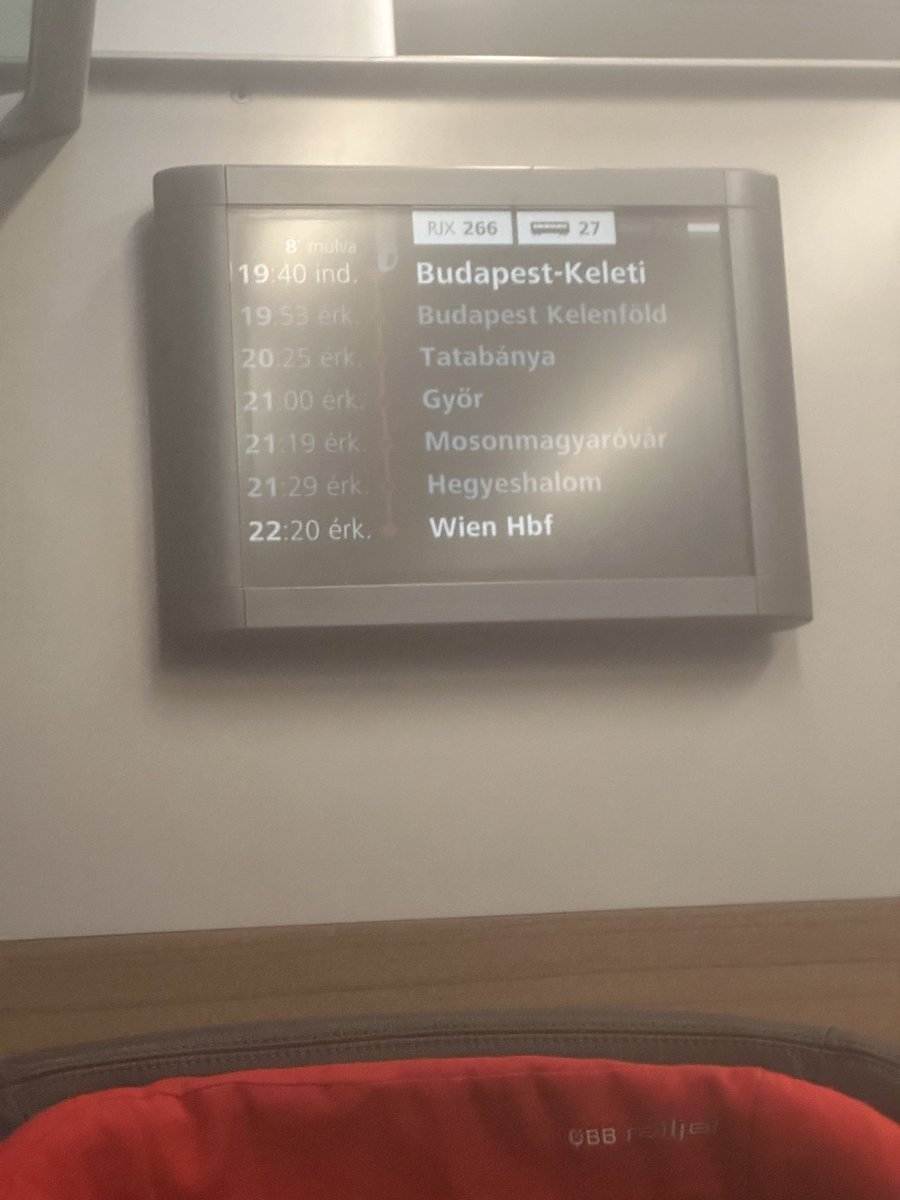 RJX 266 27
8' múlva
19:40 ind. Budapest-Keleti
19:53 érk. Budapest Kelenföld
20:25 érk. Tatabánya
21:00 érk. Győr
21:19 érk. Mosonmagyaróvár
21:29 érk. Hegyeshalom
22:20 érk. Wien Hbf
ÖBB railjet